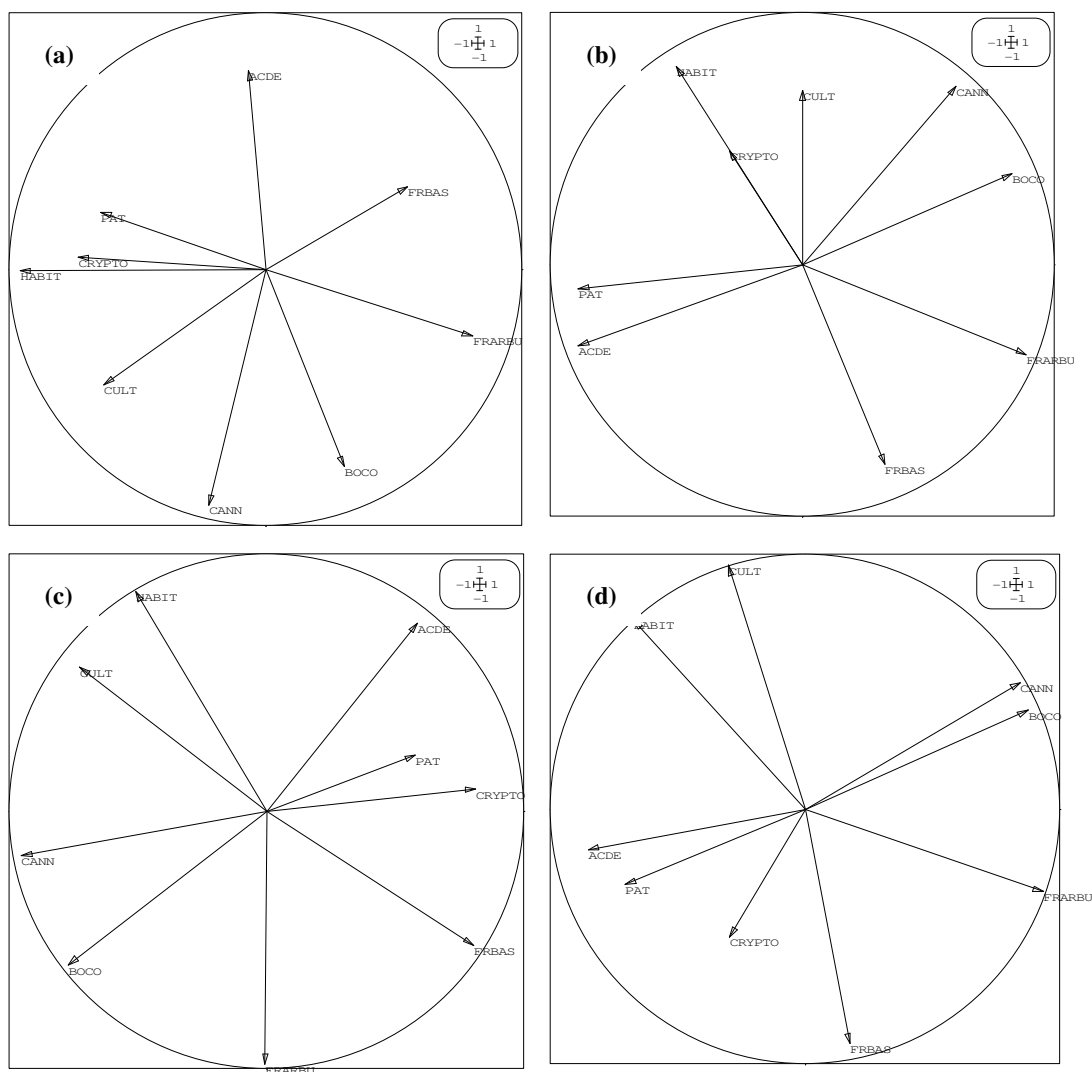 (a)
1
−1 1
−1
ACDE
FRBAS
PAT
CRYPTO
HABIT
FRARBU
CULT
BOCO
CANN
(b)
1
−1 1
−1
HABIT
CULT
CANN
CRYPTO
BOCO
PAT
ACDE
FRARBU
FRBAS
(c)
1
−1 1
−1
HABIT
ACDE
CULT
PAT
CRYPTO
CANN
FRBAS
BOCO
FRARBU
(d)
1
−1 1
−1
CULT
HABIT
CANN
BOCO
ACDE
PAT
FRARBU
CRYPTO
FRBAS